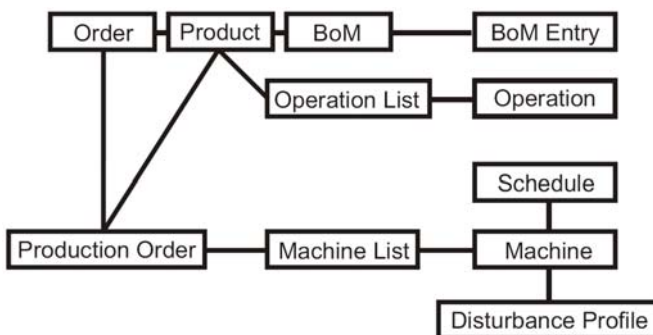 Order
Product
BoM
BoM Entry
Operation List
Operation
Schedule
Production Order
Machine List
Machine
Disturbance Profile